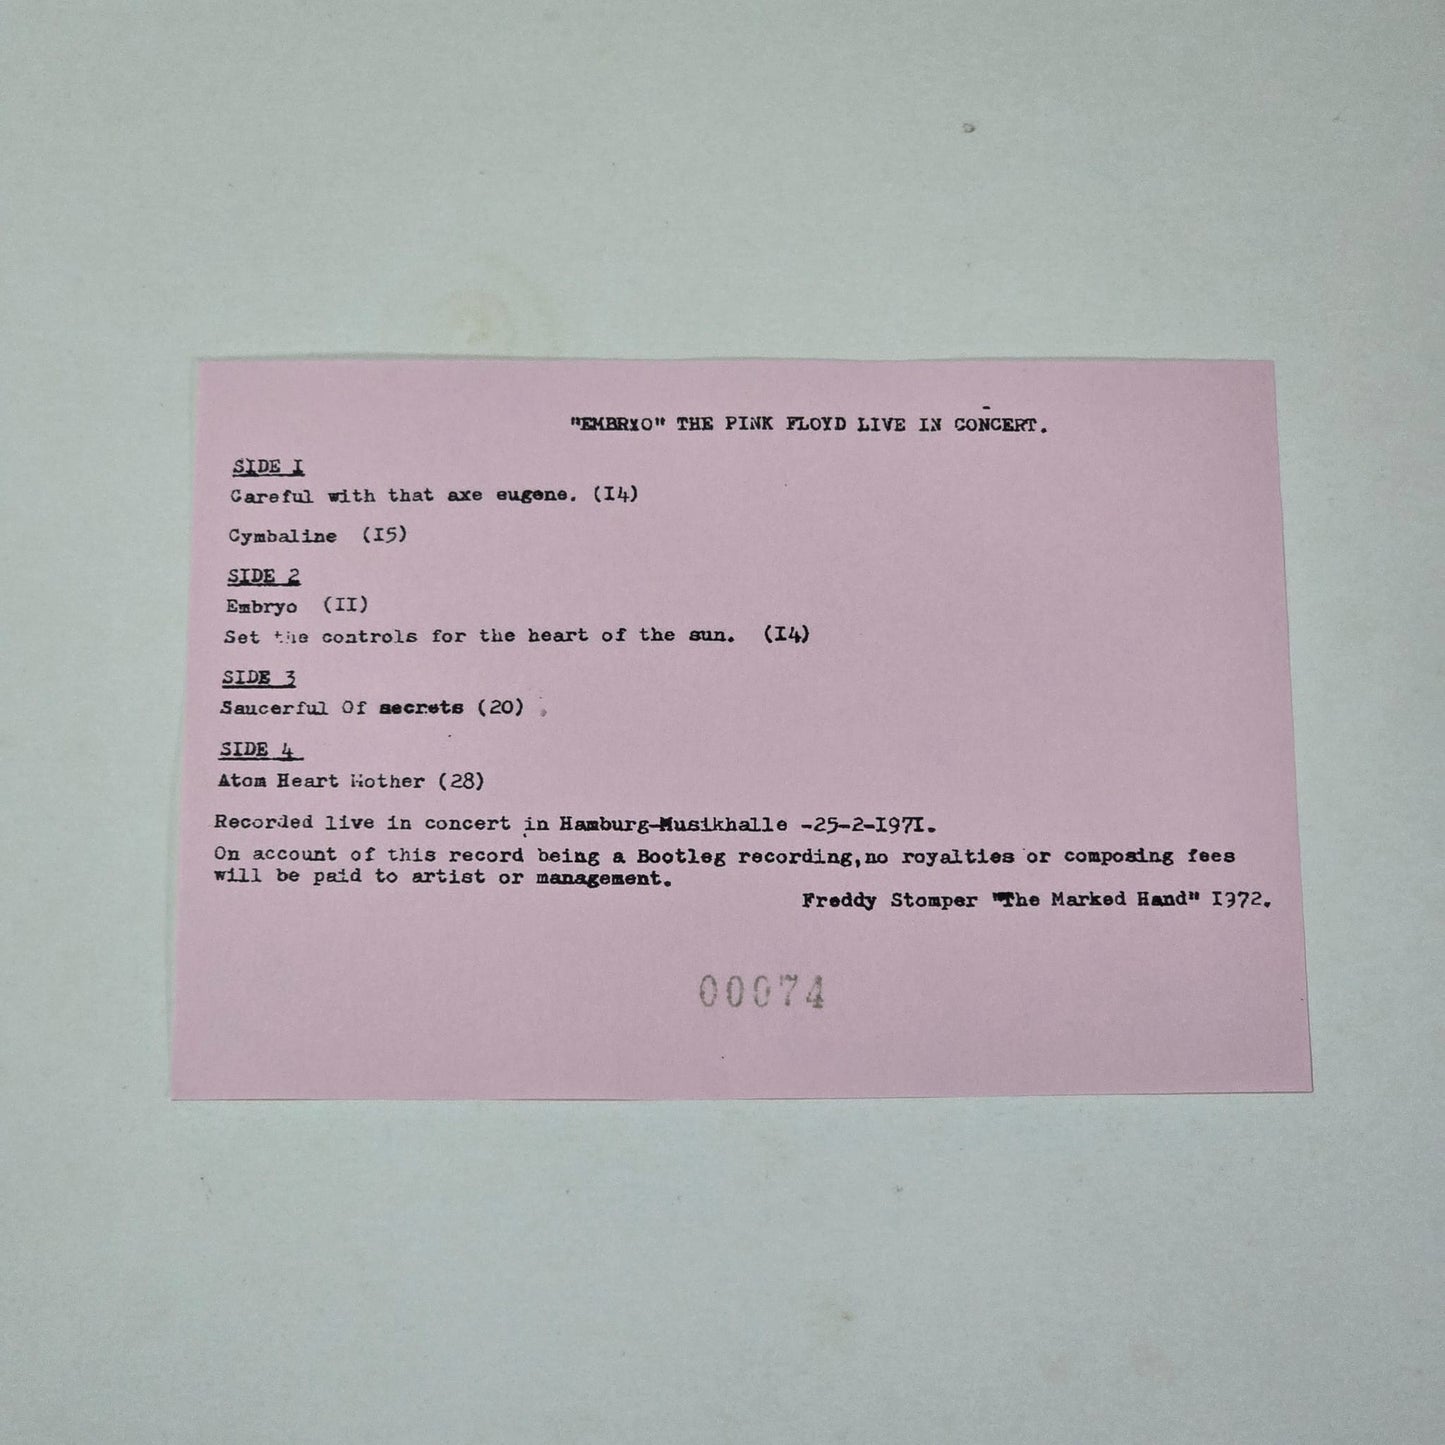 "EMBRYO" THE PINK FLOYD LIVE IN CONCERT.
SIDE I
Careful with that axe eugene. (I4)
Cymbaline (I5)
SIDE 2
Embryo (II)
Set the controls for the heart of the sun. (I4)
SIDE 3
Saucerful Of secrets (20)
SIDE 4
Atom Heart Mother (28)
Recorded live in concert in Hamburg-Musikhalle -25-2-I97I.
On account of this record being a Bootleg recording,no royalties or composing fees
will be paid to artist or management.
Freddy Stomper "The Marked Hand" I972.
00074